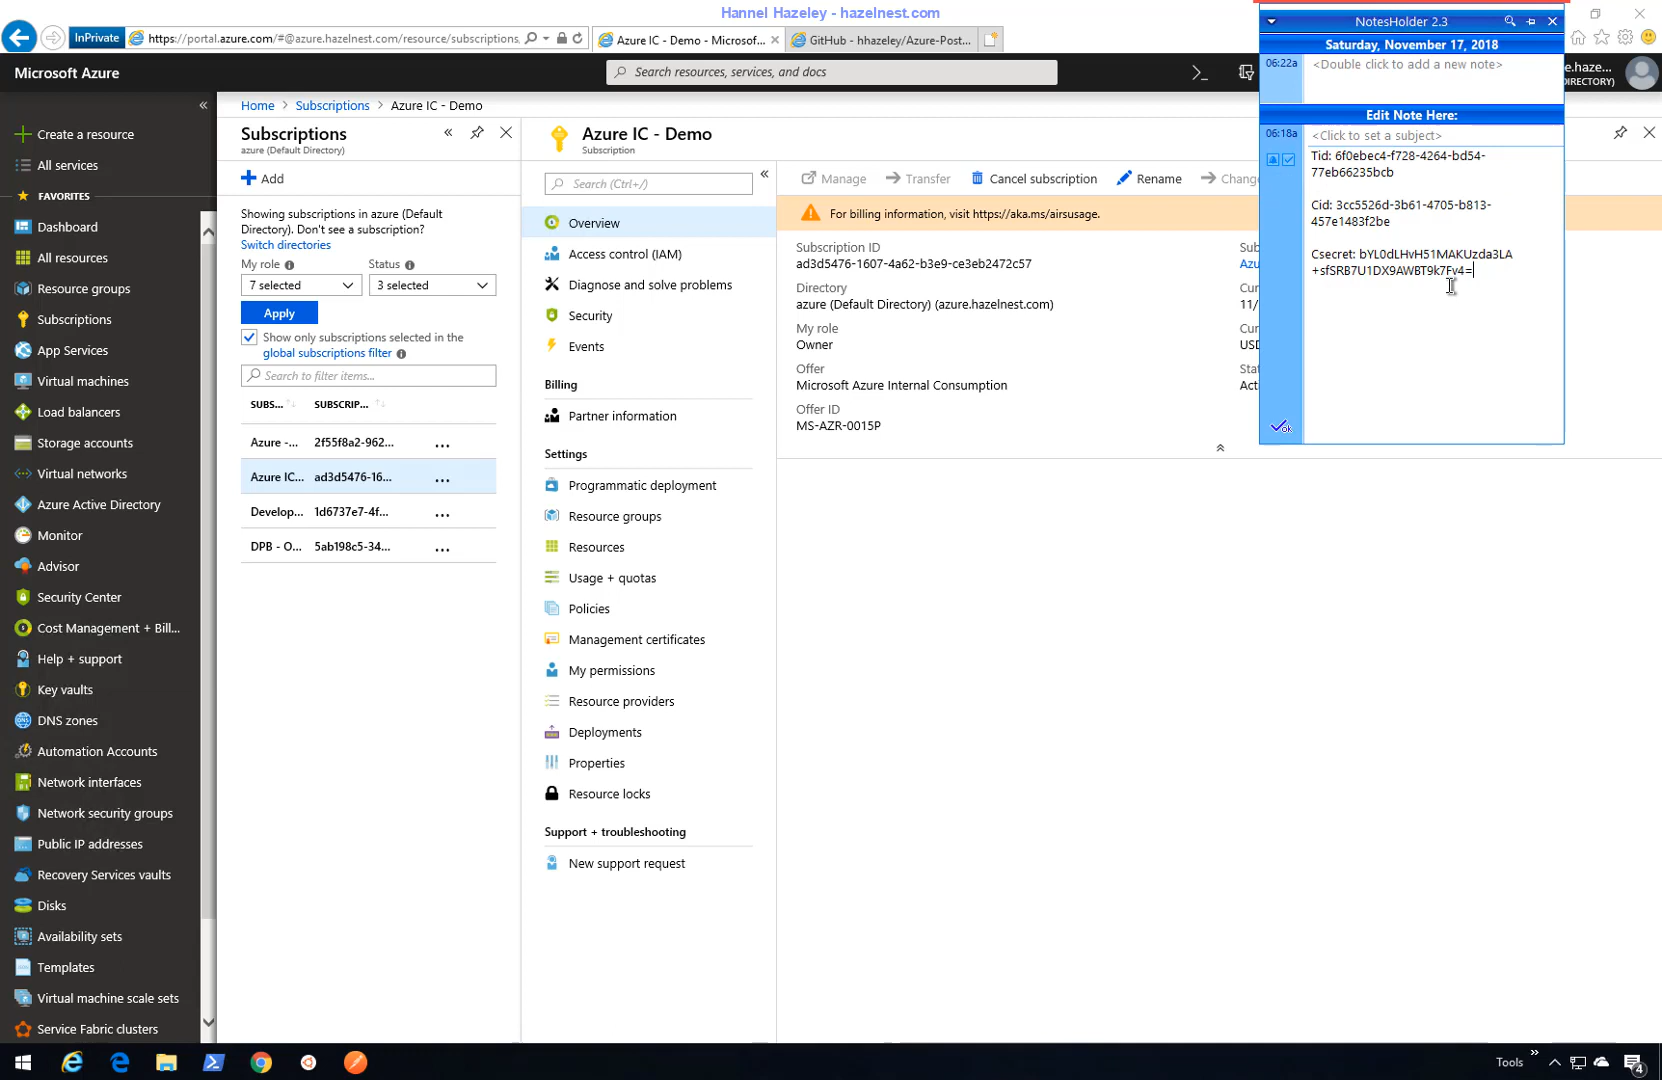 Hannel Hazeley - hazelnest.com
InPrivate
https://portal.azure.com/#@azure.hazelnest.com/resource/subscriptions,
Azure IC - Demo - Microsof...
GitHub - hhazeley/Azure-Post...
Microsoft Azure
Search resources, services, and docs
Create a resource
All services
FAVORITES
Dashboard
All resources
Resource groups
Subscriptions
App Services
Virtual machines
Load balancers
Storage accounts
Virtual networks
Azure Active Directory
Monitor
Advisor
Security Center
Cost Management + Bill...
Help + support
Key vaults
DNS zones
Automation Accounts
Network interfaces
Network security groups
Public IP addresses
Recovery Services vaults
Disks
Availability sets
Templates
Virtual machine scale sets
Service Fabric clusters
Home > Subscriptions > Azure IC - Demo
Subscriptions
azure (Default Directory)
Add
Showing subscriptions in azure (Default
Directory). Don't see a subscription?
Switch directories
My role
Status
7 selected
3 selected
Apply
Show only subscriptions selected in the
global subscriptions filter
Search to filter items...
SUBS...
SUBSCRIP...
Azure -...
2f55f8a2-962...
...
Azure IC...
ad3d5476-16...
...
Develop...
1d6737e7-4f...
...
DPB - O...
5ab198c5-34...
...
Azure IC - Demo
Subscription
Search (Ctrl+/)
Overview
Access control (IAM)
Diagnose and solve problems
Security
Events
Billing
Partner information
Settings
Programmatic deployment
Resource groups
Resources
Usage + quotas
Policies
Management certificates
My permissions
Resource providers
Deployments
Properties
Resource locks
Support + troubleshooting
New support request
Manage
Transfer
Cancel subscription
Rename
Chang
For billing information, visit https://aka.ms/airsusage.
Subscription ID
ad3d5476-1607-4a62-b3e9-ce3eb2472c57
Directory
azure (Default Directory) (azure.hazelnest.com)
My role
Owner
Offer
Microsoft Azure Internal Consumption
Offer ID
MS-AZR-0015P
Sub
Azu
Cur
11/
Cur
USD
Stat
Act
NotesHolder 2.3
Saturday, November 17, 2018
06:22a
<Double click to add a new note>
Edit Note Here:
06:18a
<Click to set a subject>
Tid: 6f0ebec4-f728-4264-bd54-
77eb66235bcb
Cid: 3cc5526d-3b61-4705-b813-
457e1483f2be
Csecret: bYL0dLHvH51MAKUzda3LA
+sfSRB7U1DX9AWBT9k7Fv4=
ok
e.haze...
DIRECTORY)
Tools
4